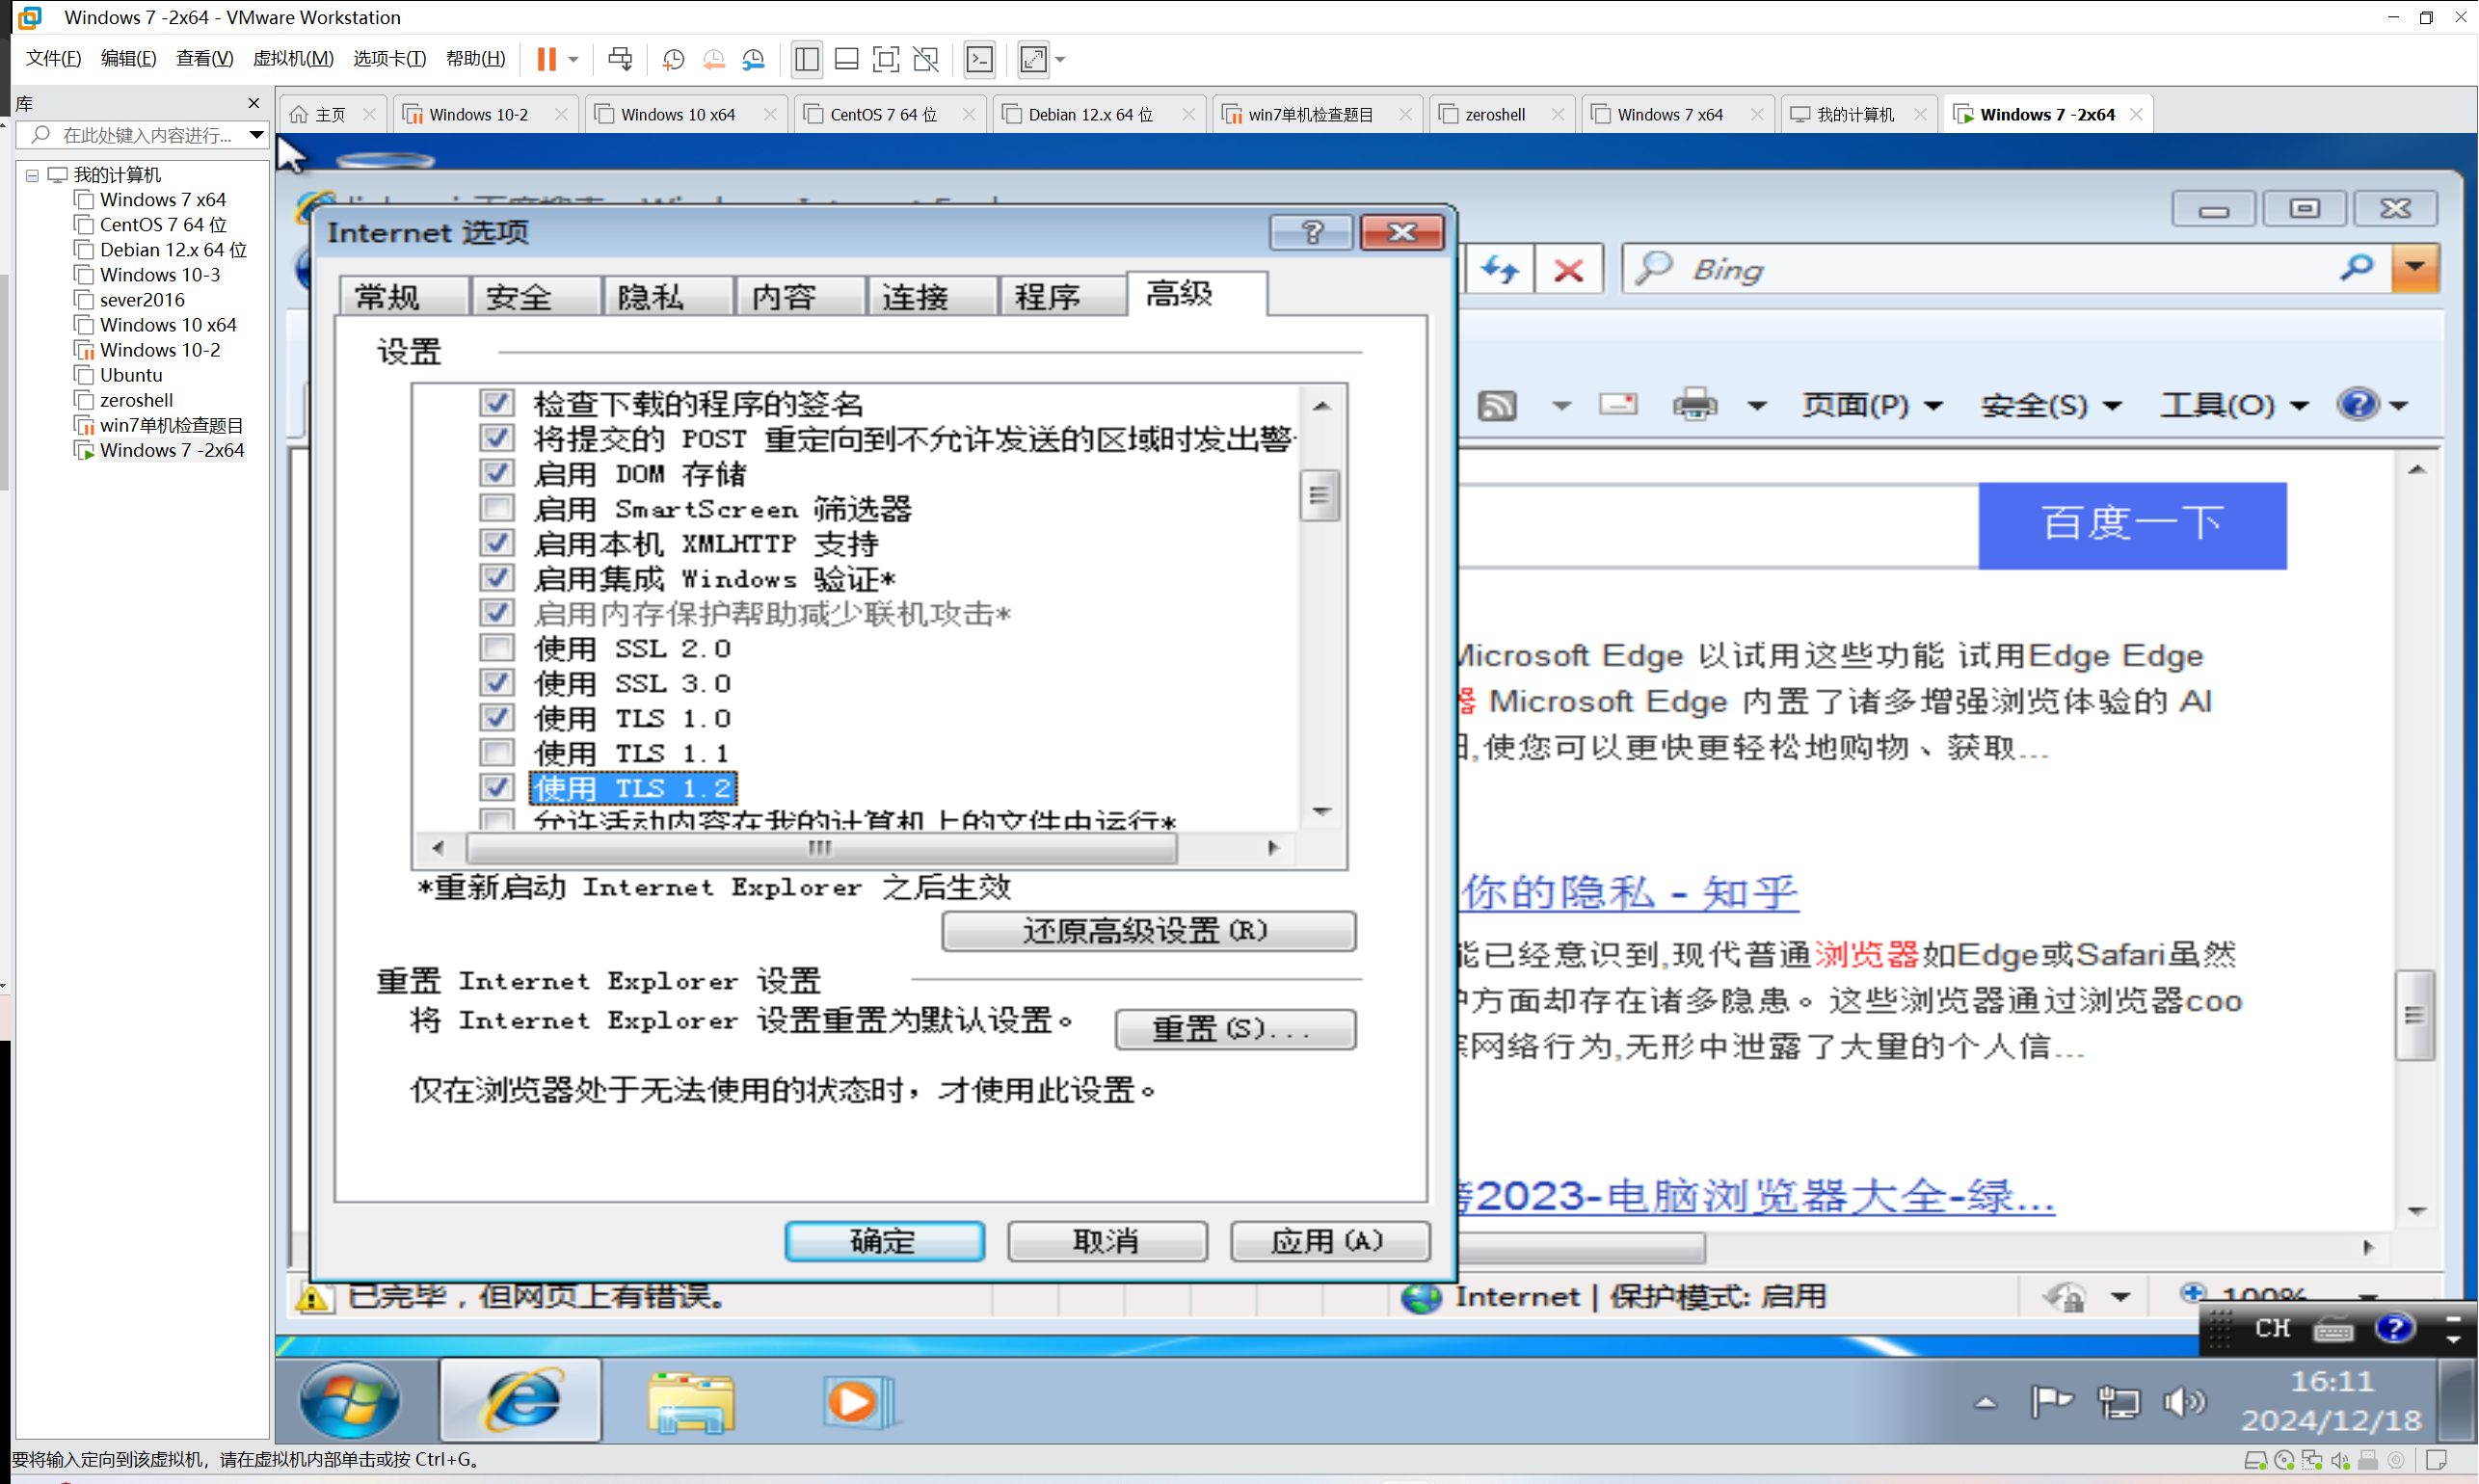 Windows 7 -2x64 - VMware Workstation
文件(F) 编辑(E) 查看(V) 虚拟机(M) 选项卡(T) 帮助(H)
库
在此处键入内容进行...
我的计算机
Windows 7 x64
CentOS 7 64 位
Debian 12.x 64 位
Windows 10-3
sever2016
Windows 10 x64
Windows 10-2
Ubuntu
zeroshell
win7单机检查题目
Windows 7 -2x64
主页 Windows 10-2 Windows 10 x64 CentOS 7 64 位 Debian 12.x 64 位 win7单机检查题目 zeroshell Windows 7 x64 我的计算机 Windows 7 -2x64
Internet 选项
常规 安全 隐私 内容 连接 程序 高级
设置
检查下载的程序的签名
将提交的 POST 重定向到不允许发送的区域时发出警
启用 DOM 存储
启用 SmartScreen 筛选器
启用本机 XMLHTTP 支持
启用集成 Windows 验证*
启用内存保护帮助减少联机攻击*
使用 SSL 2.0
使用 SSL 3.0
使用 TLS 1.0
使用 TLS 1.1
使用 TLS 1.2
允许活动内容在我的计算机上的文件中运行*
*重新启动 Internet Explorer 之后生效
还原高级设置(R)
重置 Internet Explorer 设置
将 Internet Explorer 设置重置为默认设置。
重置(S)...
仅在浏览器处于无法使用的状态时，才使用此设置。
确定 取消 应用(A)
Bing
页面(P) 安全(S) 工具(O)
百度一下
Microsoft Edge 以试用这些功能 试用Edge Edge
器 Microsoft Edge 内置了诸多增强浏览体验的 AI
,使您可以更快更轻松地购物、获取...
你的隐私 - 知乎
能已经意识到,现代普通浏览器如Edge或Safari虽然
方面却存在诸多隐患。这些浏览器通过浏览器coo
网络行为,无形中泄露了大量的个人信...
2023-电脑浏览器大全-绿...
已完毕，但网页上有错误。
Internet | 保护模式: 启用
100%
CH
16:11
2024/12/18
要将输入定向到该虚拟机，请在虚拟机内部单击或按 Ctrl+G。